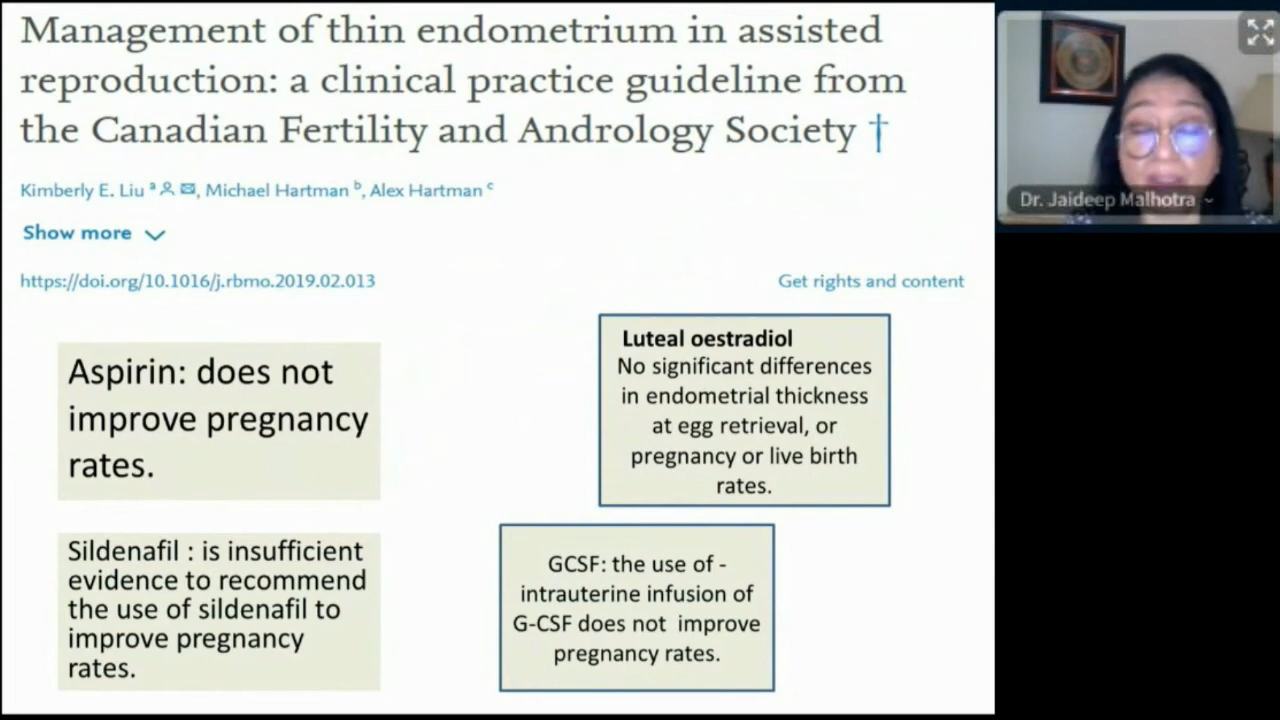 Management of thin endometrium in assisted
reproduction: a clinical practice guideline from
the Canadian Fertility and Andrology Society †
Kimberly E. Liu ª, Michael Hartman ᵇ, Alex Hartman ᶜ
Show more
https://doi.org/10.1016/j.rbmo.2019.02.013
Get rights and content
Aspirin: does not
improve pregnancy
rates.
Luteal oestradiol
No significant differences
in endometrial thickness
at egg retrieval, or
pregnancy or live birth
rates.
Sildenafil : is insufficient
evidence to recommend
the use of sildenafil to
improve pregnancy
rates.
GCSF: the use of -
intrauterine infusion of
G-CSF does not improve
pregnancy rates.
Dr. Jaideep Malhotra